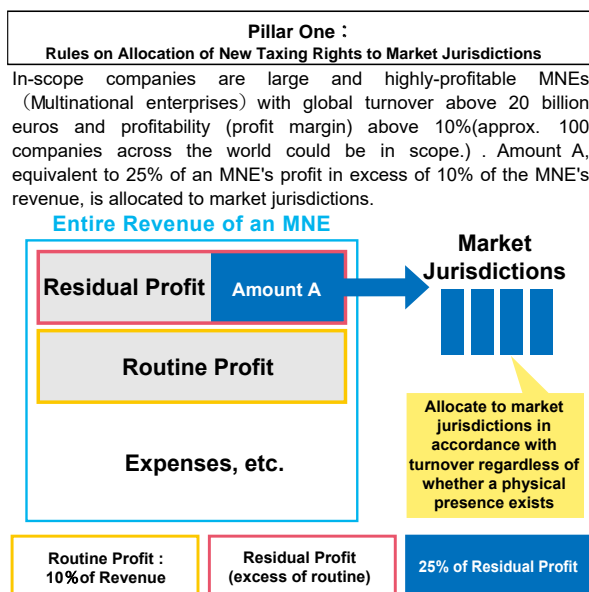 Pillar One：
Rules on Allocation of New Taxing Rights to Market Jurisdictions
In-scope companies are large and highly-profitable MNEs
（Multinational enterprises）with global turnover above 20 billion
euros and profitability (profit margin) above 10%(approx. 100
companies across the world could be in scope.) . Amount A,
equivalent to 25% of an MNE's profit in excess of 10% of the MNE's
revenue, is allocated to market jurisdictions.
Entire Revenue of an MNE
Residual Profit
Amount A
Market
Jurisdictions
Routine Profit
Expenses, etc.
Allocate to market
jurisdictions in
accordance with
turnover regardless of
whether a physical
presence exists
Routine Profit :
10％of Revenue
Residual Profit
(excess of routine)
25% of Residual Profit